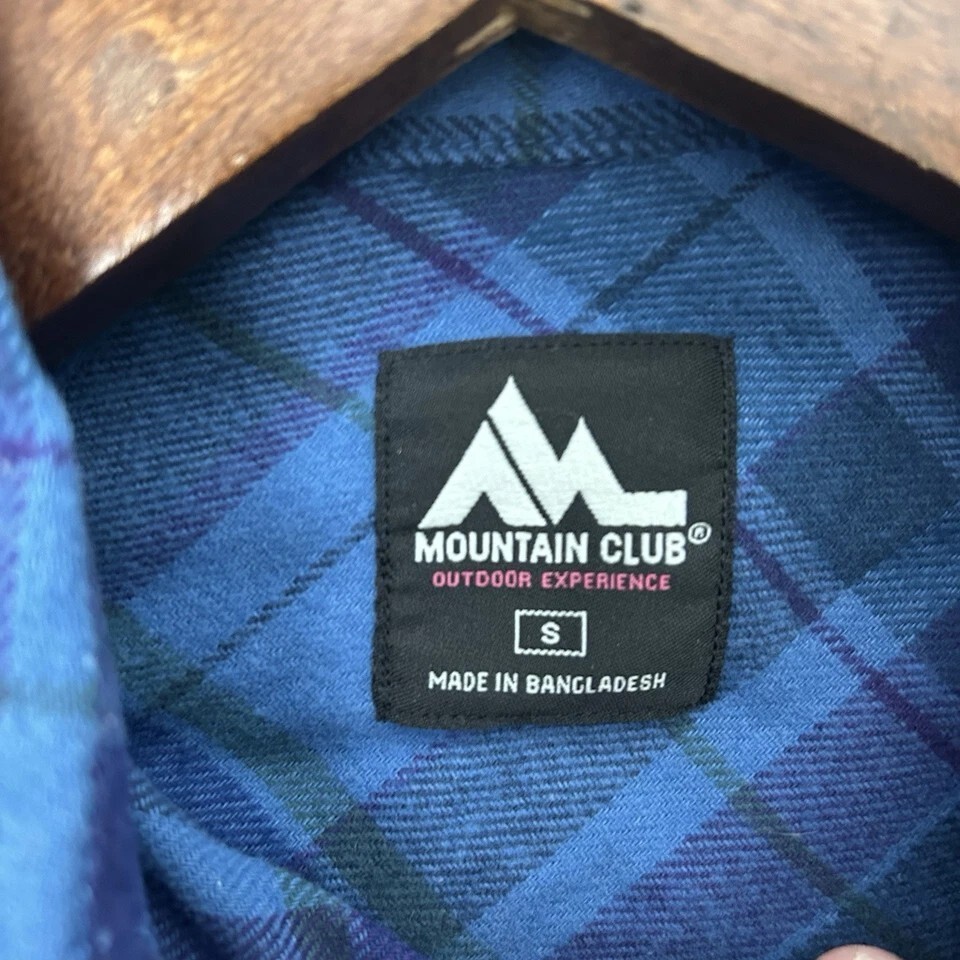 MOUNTAIN CLUB®
OUTDOOR EXPERIENCE
S
MADE IN BANGLADESH